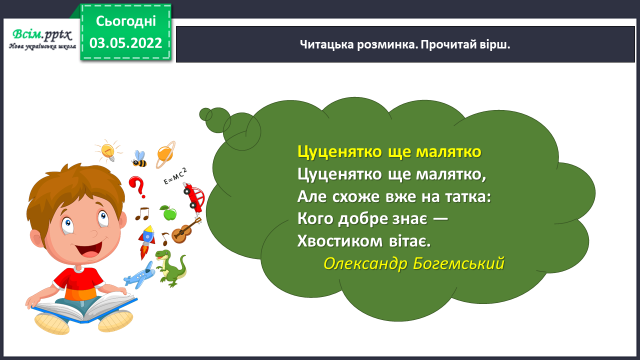 Всім.pptx
Нова українська школа
Сьогодні
03.05.2022
Читацька розминка. Прочитай вірш.
E=MC²
?
Цуценятко ще малятко
Цуценятко ще малятко,
Але схоже вже на татка:
Кого добре знає —
Хвостиком вітає.
Олександр Богемський